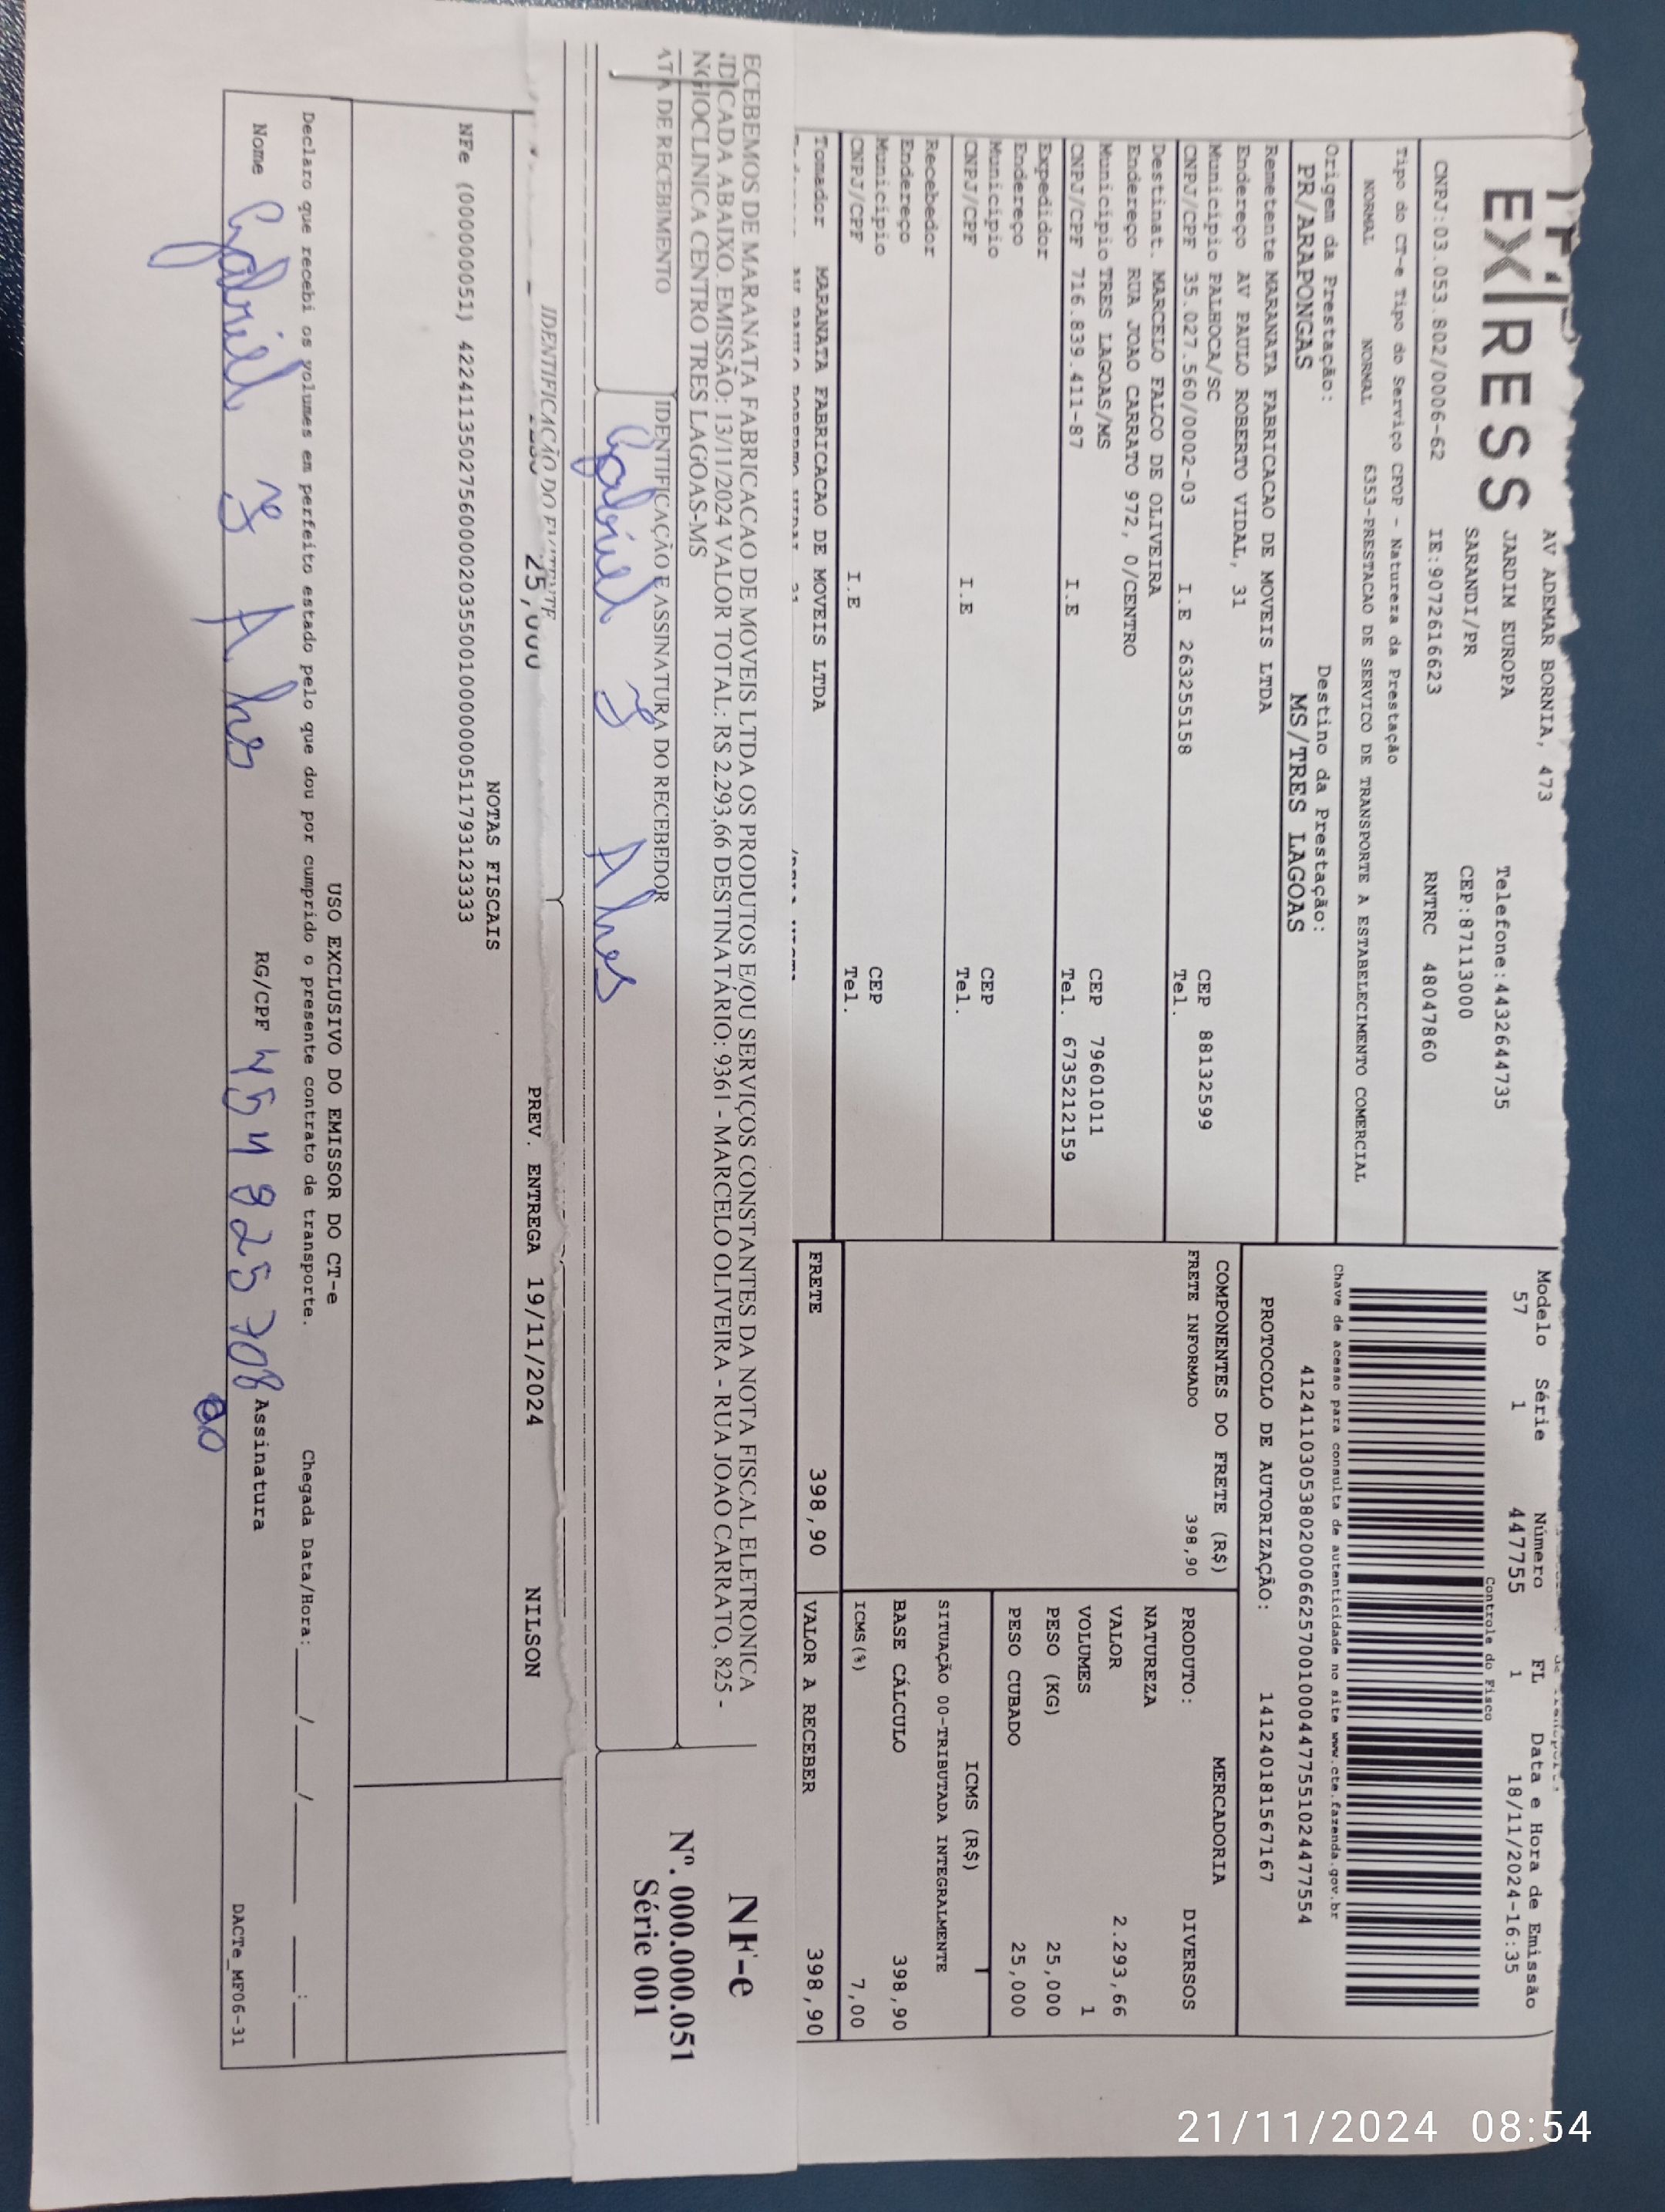 EXPRESS
AV ADEMAR BORNIA, 473
JARDIM EUROPA
SARANDI/PR
Telefone:4432644735
CEP:87113000
CNPJ:03.053.802/0006-62 IE:9072616623 RNTRC 48047860
Tipo do CT-e Tipo do Serviço CFOP - Natureza da Prestação
NORMAL NORMAL 6353-PRESTACAO DE SERVICO DE TRANSPORTE A ESTABELECIMENTO COMERCIAL
Origem da Prestação: Destino da Prestação:
PR/ARAPONGAS MS/TRES LAGOAS
Remetente MARANATA FABRICACAO DE MOVEIS LTDA
Endereço AV PAULO ROBERTO VIDAL, 31
Município PALHOCA/SC CEP 88132599
CNPJ/CPF 35.027.560/0002-03 I.E 263255158 Tel.
Destinat. MARCELO FALCO DE OLIVEIRA
Endereço RUA JOAO CARRATO 972, 0/CENTRO
Município TRES LAGOAS/MS CEP 79601011
CNPJ/CPF 716.839.411-87 I.E Tel. 6735212159
Expedidor
Endereço
Município CEP
CNPJ/CPF I.E Tel.
Recebedor
Endereço
Município CEP
CNPJ/CPF I.E Tel.
Tomador MARANATA FABRICACAO DE MOVEIS LTDA
Modelo Série Número FL Data e Hora de Emissão
57 1 447755 1 18/11/2024-16:35
Controle do Fisco
Chave de acesso para consulta de autenticidade no site www.cte.fazenda.gov.br
41241103053802000662570010004477551024477554
PROTOCOLO DE AUTORIZAÇÃO: 141240181567167
COMPONENTES DO FRETE (R$)
FRETE INFORMADO 398,90
MERCADORIA
PRODUTO: DIVERSOS
NATUREZA
VALOR 2.293,66
VOLUMES 1
PESO (KG) 25,000
PESO CUBADO 25,000
ICMS (R$)
SITUAÇÃO 00-TRIBUTADA INTEGRALMENTE
BASE CÁLCULO 398,90
ICMS(%) 7,00
FRETE 398,90 VALOR A RECEBER 398,90
ECEBEMOS DE MARANATA FABRICACAO DE MOVEIS LTDA OS PRODUTOS E/OU SERVIÇOS CONSTANTES DA NOTA FISCAL ELETRONICA
NDICADA ABAIXO. EMISSÃO: 13/11/2024 VALOR TOTAL: R$ 2.293,66 DESTINATÁRIO: 9361 - MARCELO OLIVEIRA - RUA JOAO CARRATO, 825 -
NGIOCLINICA CENTRO TRES LAGOAS-MS
ATA DE RECEBIMENTO IDENTIFICAÇÃO E ASSINATURA DO RECEBEDOR
Gabriel J Alves
NF-e
Nº. 000.000.051
Série 001
IDENTIFICAÇÃO DO EMITENTE
25,000 PREV. ENTREGA 19/11/2024 NILSON
NOTAS FISCAIS
NFe (000000051) 42241135027560000203550010000000511793123333
USO EXCLUSIVO DO EMISSOR DO CT-e
Declaro que recebi os volumes em perfeito estado pelo que dou por cumprido o presente contrato de transporte. Chegada Data/Hora:____/____/______ ____:____
Nome Gabriel J Alves RG/CPF Assinatura
DACTe_MF06-31
21/11/2024 08:54